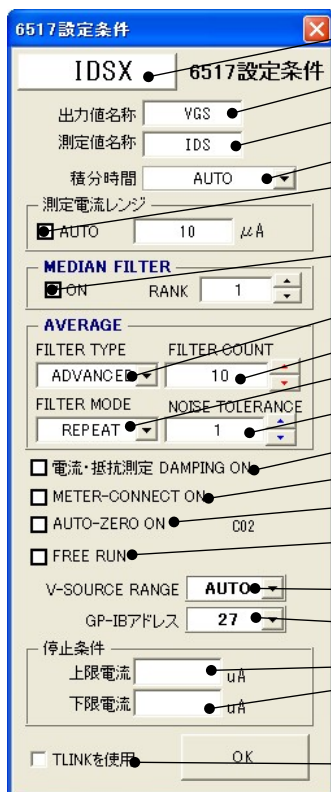 6517設定条件
IDSX 6517設定条件
出力値名称 VGS
測定値名称 IDS
積分時間 AUTO
測定電流レンジ
AUTO 10 μA
MEDIAN FILTER
ON RANK 1
AVERAGE
FILTER TYPE FILTER COUNT
ADVANCED 10
FILTER MODE NOISE TOLERANCE
REPEAT 1
電流・抵抗測定 DAMPING ON
METER-CONNECT ON
AUTO-ZERO ON C02
FREE RUN
V-SOURCE RANGE AUTO
GP-IBアドレス 27
停止条件
上限電流 uA
下限電流 uA
TLINKを使用 OK